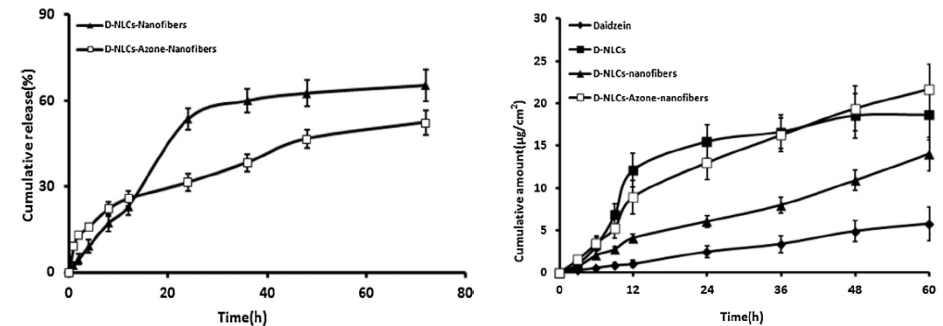 90
60
30
0
0
20
40
60
80
Cumulative release(%)
Time(h)
D-NLCs-Nanofibers
D-NLCs-Azone-Nanofibers
30
25
20
15
10
5
0
0
12
24
36
48
60
Cumulative amount(µg/cm²)
Time(h)
Daidzein
D-NLCs
D-NLCs-nanofibers
D-NLCs-Azone-nanofibers